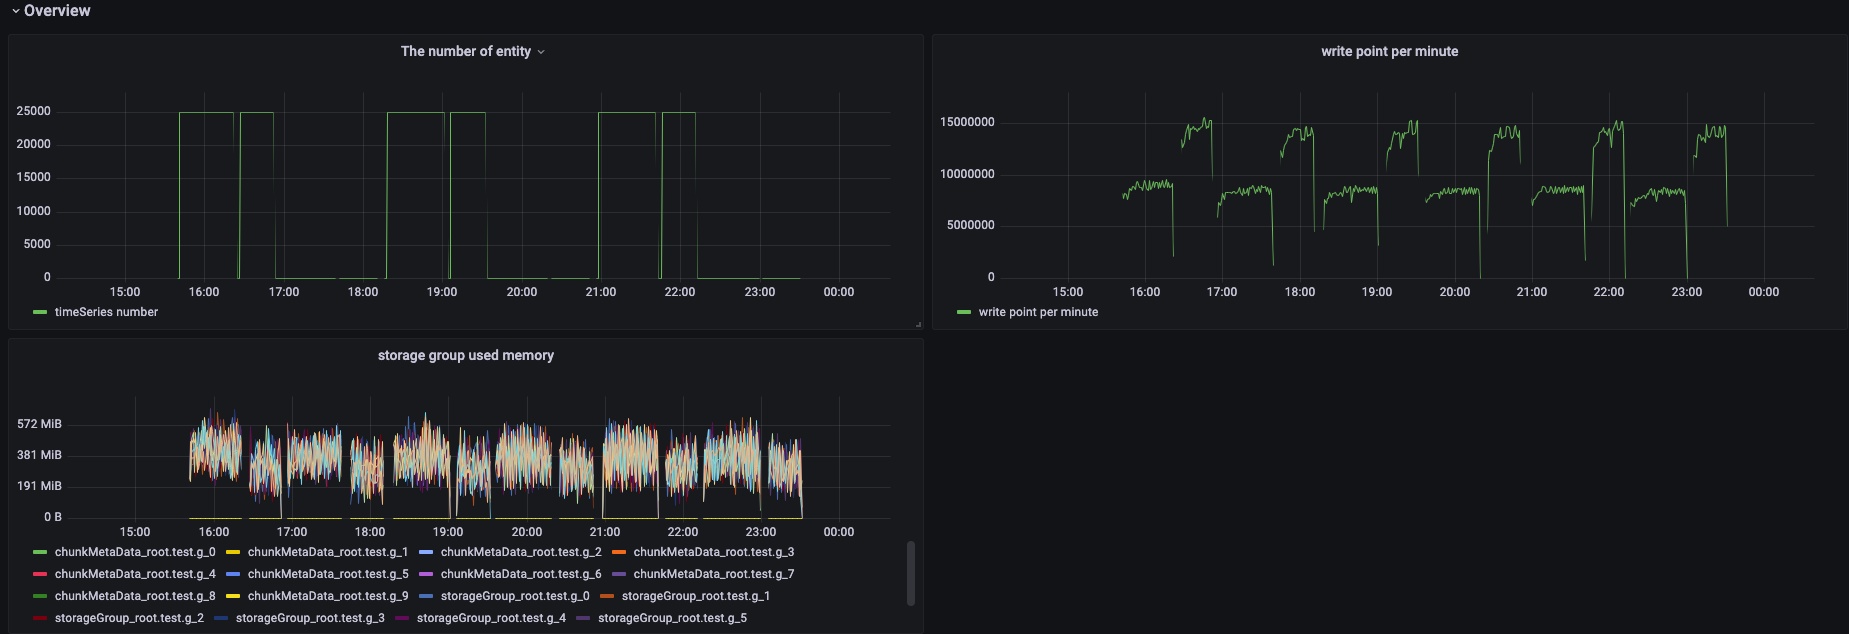 Overview
The number of entity
25000
20000
15000
10000
5000
0
15:00 16:00 17:00 18:00 19:00 20:00 21:00 22:00 23:00 00:00
timeSeries number
write point per minute
15000000
10000000
5000000
0
15:00 16:00 17:00 18:00 19:00 20:00 21:00 22:00 23:00 00:00
write point per minute
storage group used memory
572 MiB
381 MiB
191 MiB
0 B
15:00 16:00 17:00 18:00 19:00 20:00 21:00 22:00 23:00 00:00
chunkMetaData_root.test.g_0 chunkMetaData_root.test.g_1 chunkMetaData_root.test.g_2 chunkMetaData_root.test.g_3
chunkMetaData_root.test.g_4 chunkMetaData_root.test.g_5 chunkMetaData_root.test.g_6 chunkMetaData_root.test.g_7
chunkMetaData_root.test.g_8 chunkMetaData_root.test.g_9 storageGroup_root.test.g_0 storageGroup_root.test.g_1
storageGroup_root.test.g_2 storageGroup_root.test.g_3 storageGroup_root.test.g_4 storageGroup_root.test.g_5